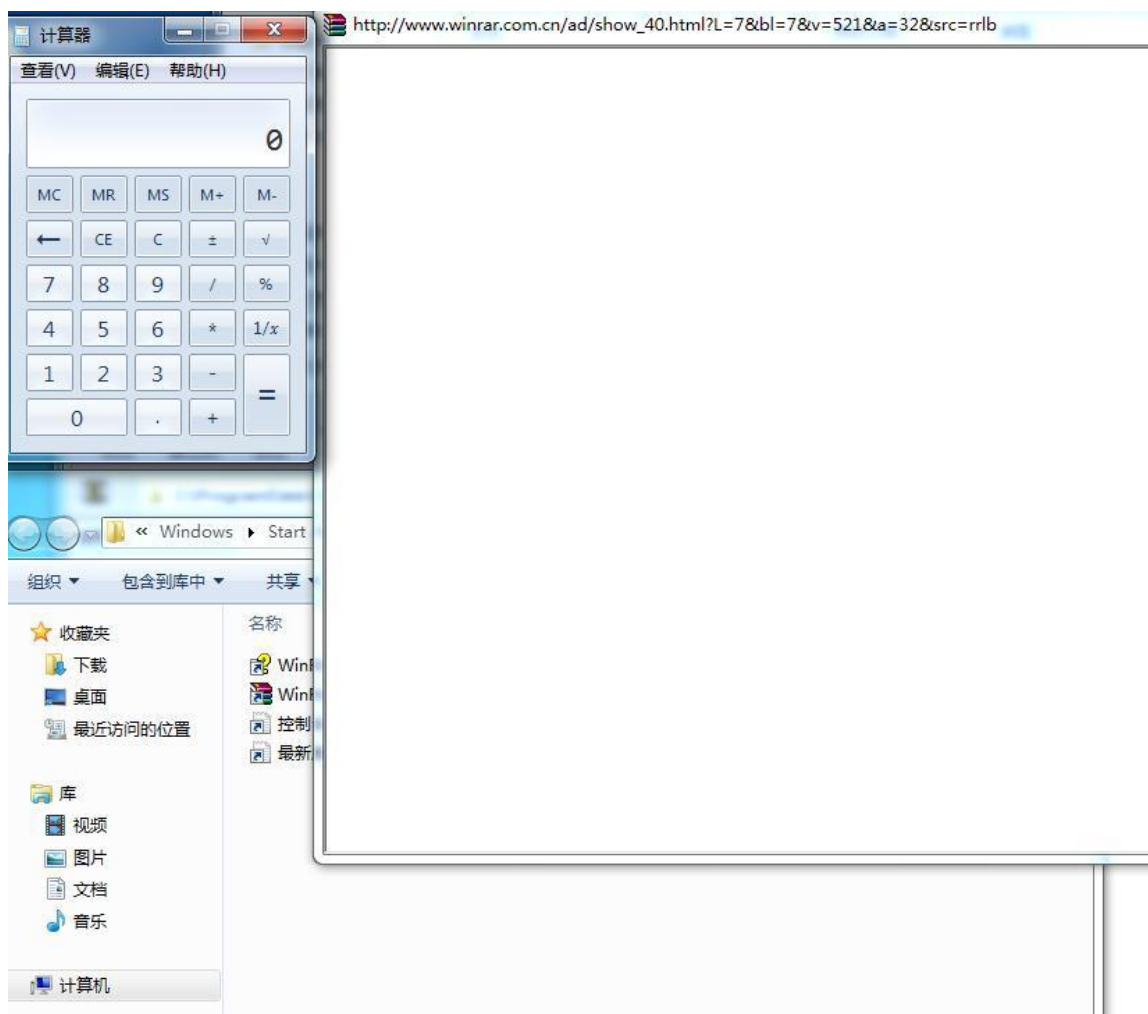 计算器
http://www.winrar.com.cn/ad/show_40.html?L=7&bl=7&v=521&a=32&src=rrlb
查看(V) 编辑(E) 帮助(H)
0
MC MR MS M+ M-
← CE C ± √
7 8 9 / %
4 5 6 * 1/x
1 2 3 - =
0 . +
« Windows ▸ Start
组织 ▼ 包含到库中 ▼ 共享
收藏夹
下载
桌面
最近访问的位置
库
视频
图片
文档
音乐
计算机
名称
Win
Win
控制
最新